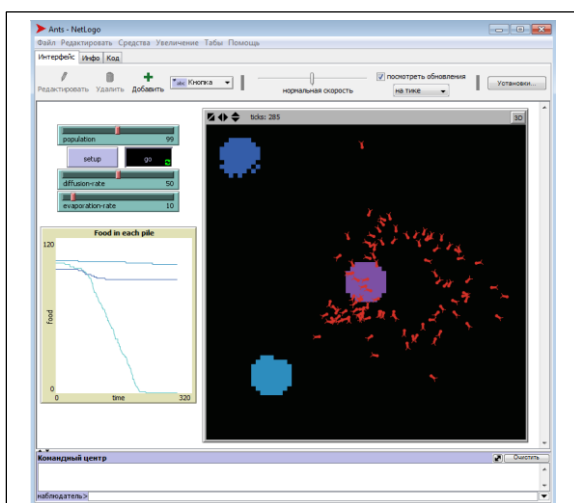 Ants - NetLogo
Файл Редактировать Средства Увеличение Табы Помощь
Интерфейс Инфо Код
Редактировать Удалить Добавить Кнопка нормальная скорость посмотреть обновления на тике Установки...
ticks: 285 3D
population 99
setup go
diffusion-rate 50
evaporation-rate 10
Food in each pile
120
food
0
0 time 320
Командный центр Очистить
наблюдатель>